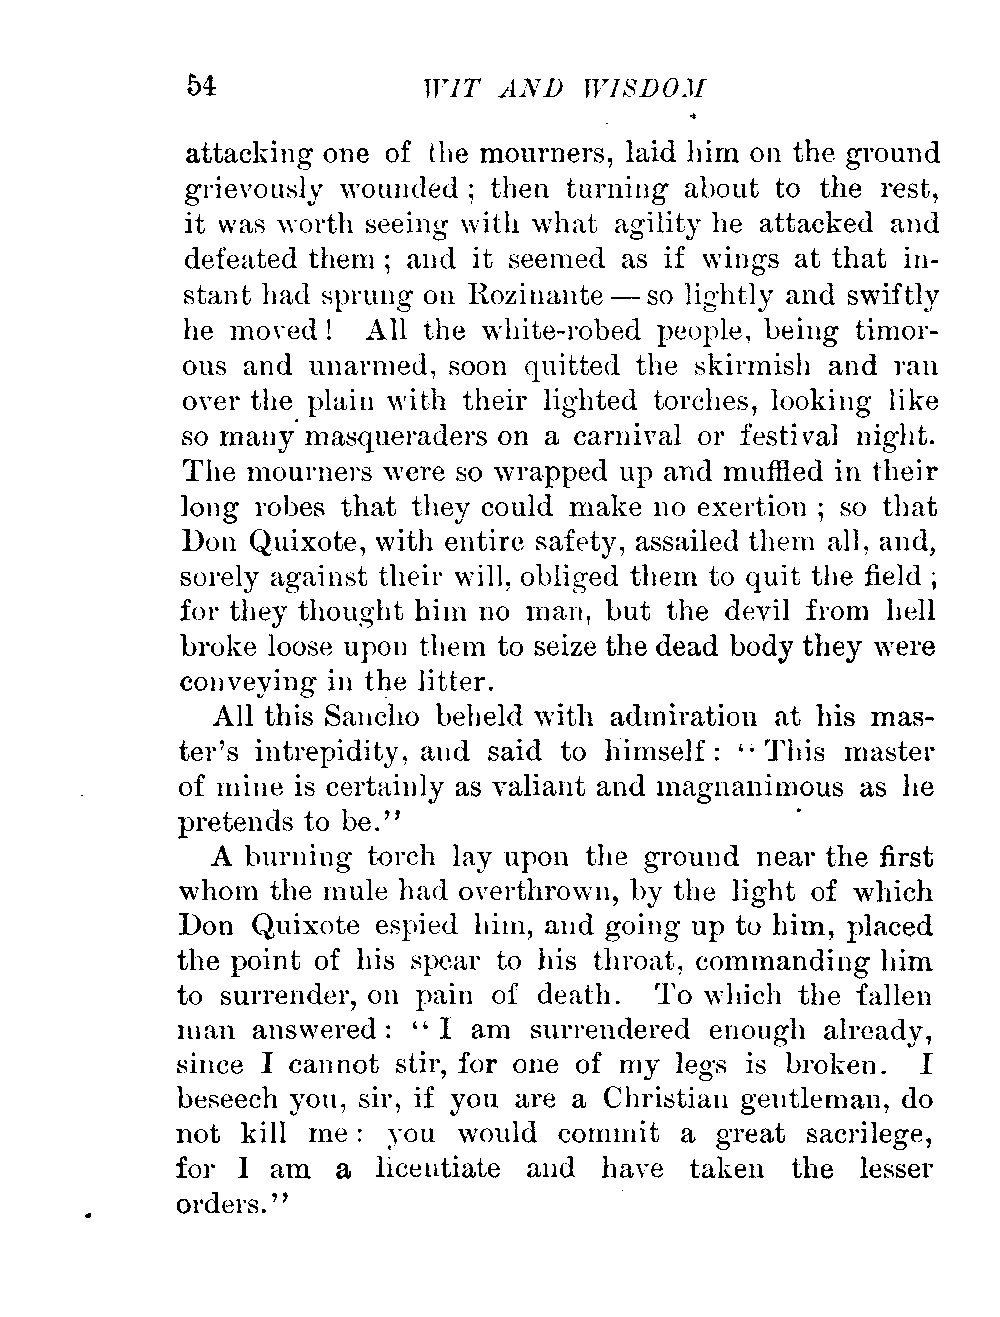 54 WIT AND WISDOM
attacking one of the mourners, laid him on the ground
grievously wounded ; then turning about to the rest,
it was worth seeing with what agility he attacked and
defeated them ; and it seemed as if wings at that in-
stant had sprung on Rozinante — so lightly and swiftly
he moved ! All the white-robed people, being timor-
ous and unarmed, soon quitted the skirmish and ran
over the plain with their lighted torches, looking like
so many masqueraders on a carnival or festival night.
The mourners were so wrapped up and muffled in their
long robes that they could make no exertion ; so that
Don Quixote, with entire safety, assailed them all, and,
sorely against their will, obliged them to quit the field ;
for they thought him no man, but the devil from hell
broke loose upon them to seize the dead body they were
conveying in the litter.
All this Sancho beheld with admiration at his mas-
ter's intrepidity, and said to himself : “ This master
of mine is certainly as valiant and magnanimous as he
pretends to be.”
A burning torch lay upon the ground near the first
whom the mule had overthrown, by the light of which
Don Quixote espied him, and going up to him, placed
the point of his spear to his throat, commanding him
to surrender, on pain of death. To which the fallen
man answered : “ I am surrendered enough already,
since I cannot stir, for one of my legs is broken. I
beseech you, sir, if you are a Christian gentleman, do
not kill me : you would commit a great sacrilege,
for I am a licentiate and have taken the lesser
orders.”